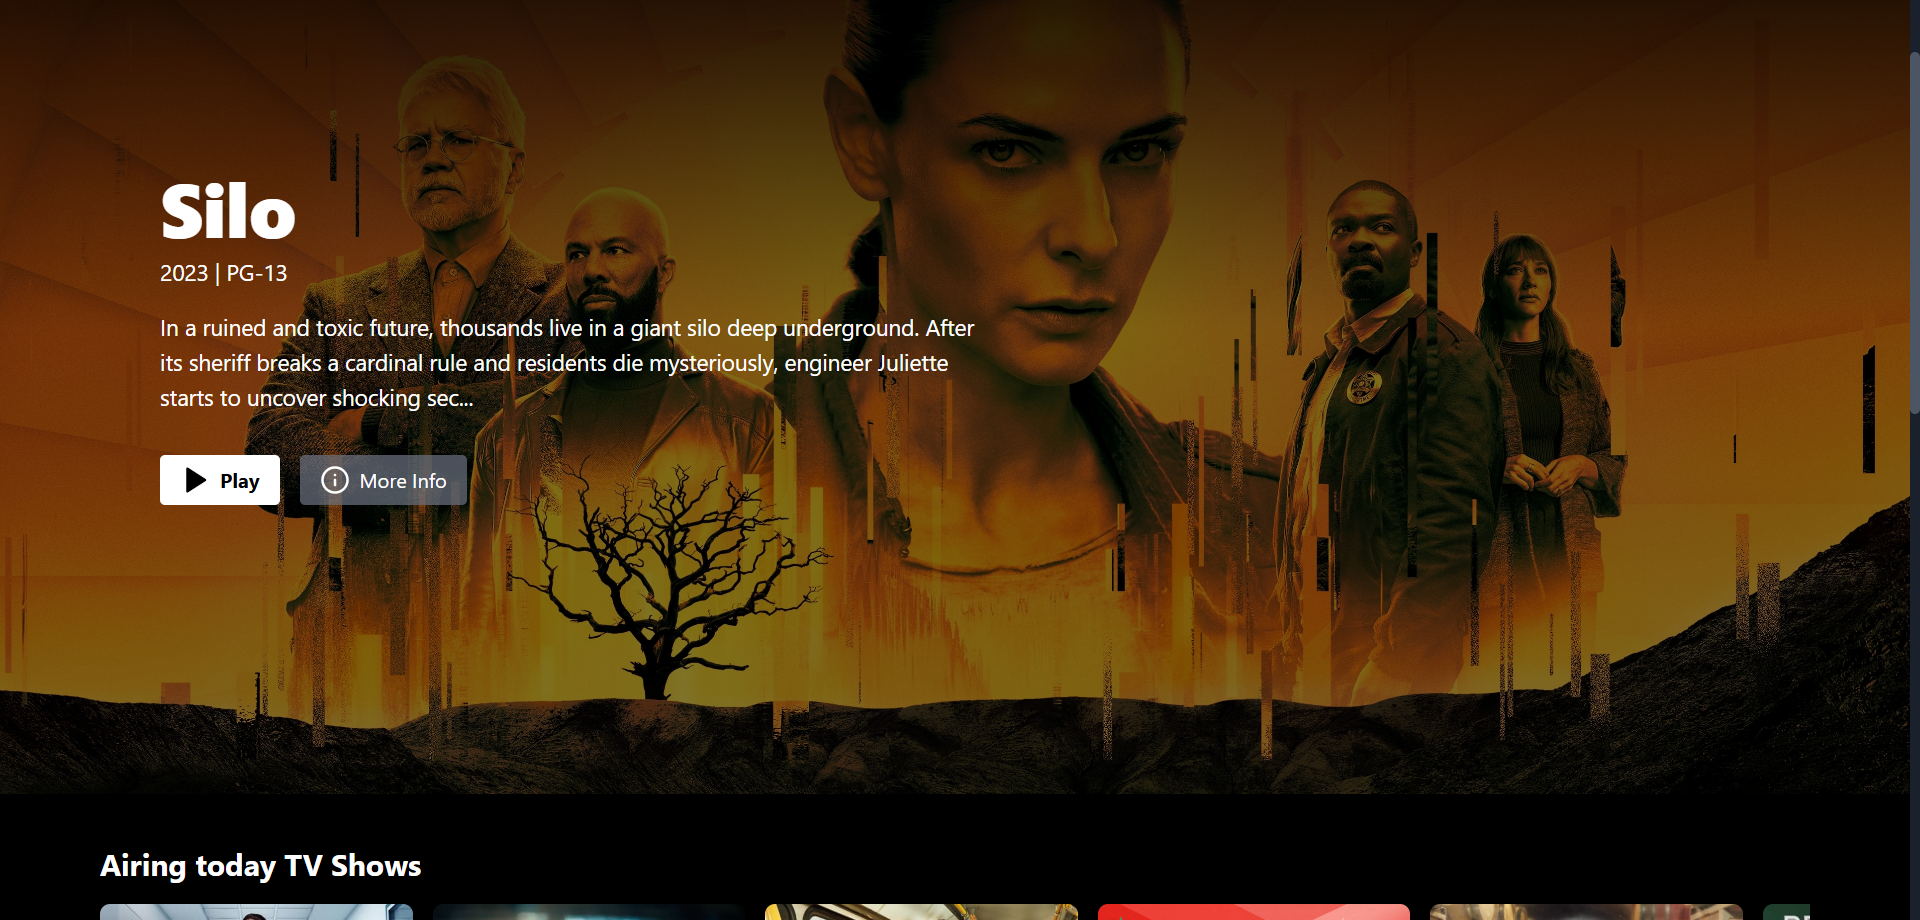 Silo
2023 | PG-13
In a ruined and toxic future, thousands live in a giant silo deep underground. After
its sheriff breaks a cardinal rule and residents die mysteriously, engineer Juliette
starts to uncover shocking sec...
Play
More Info
Airing today TV Shows